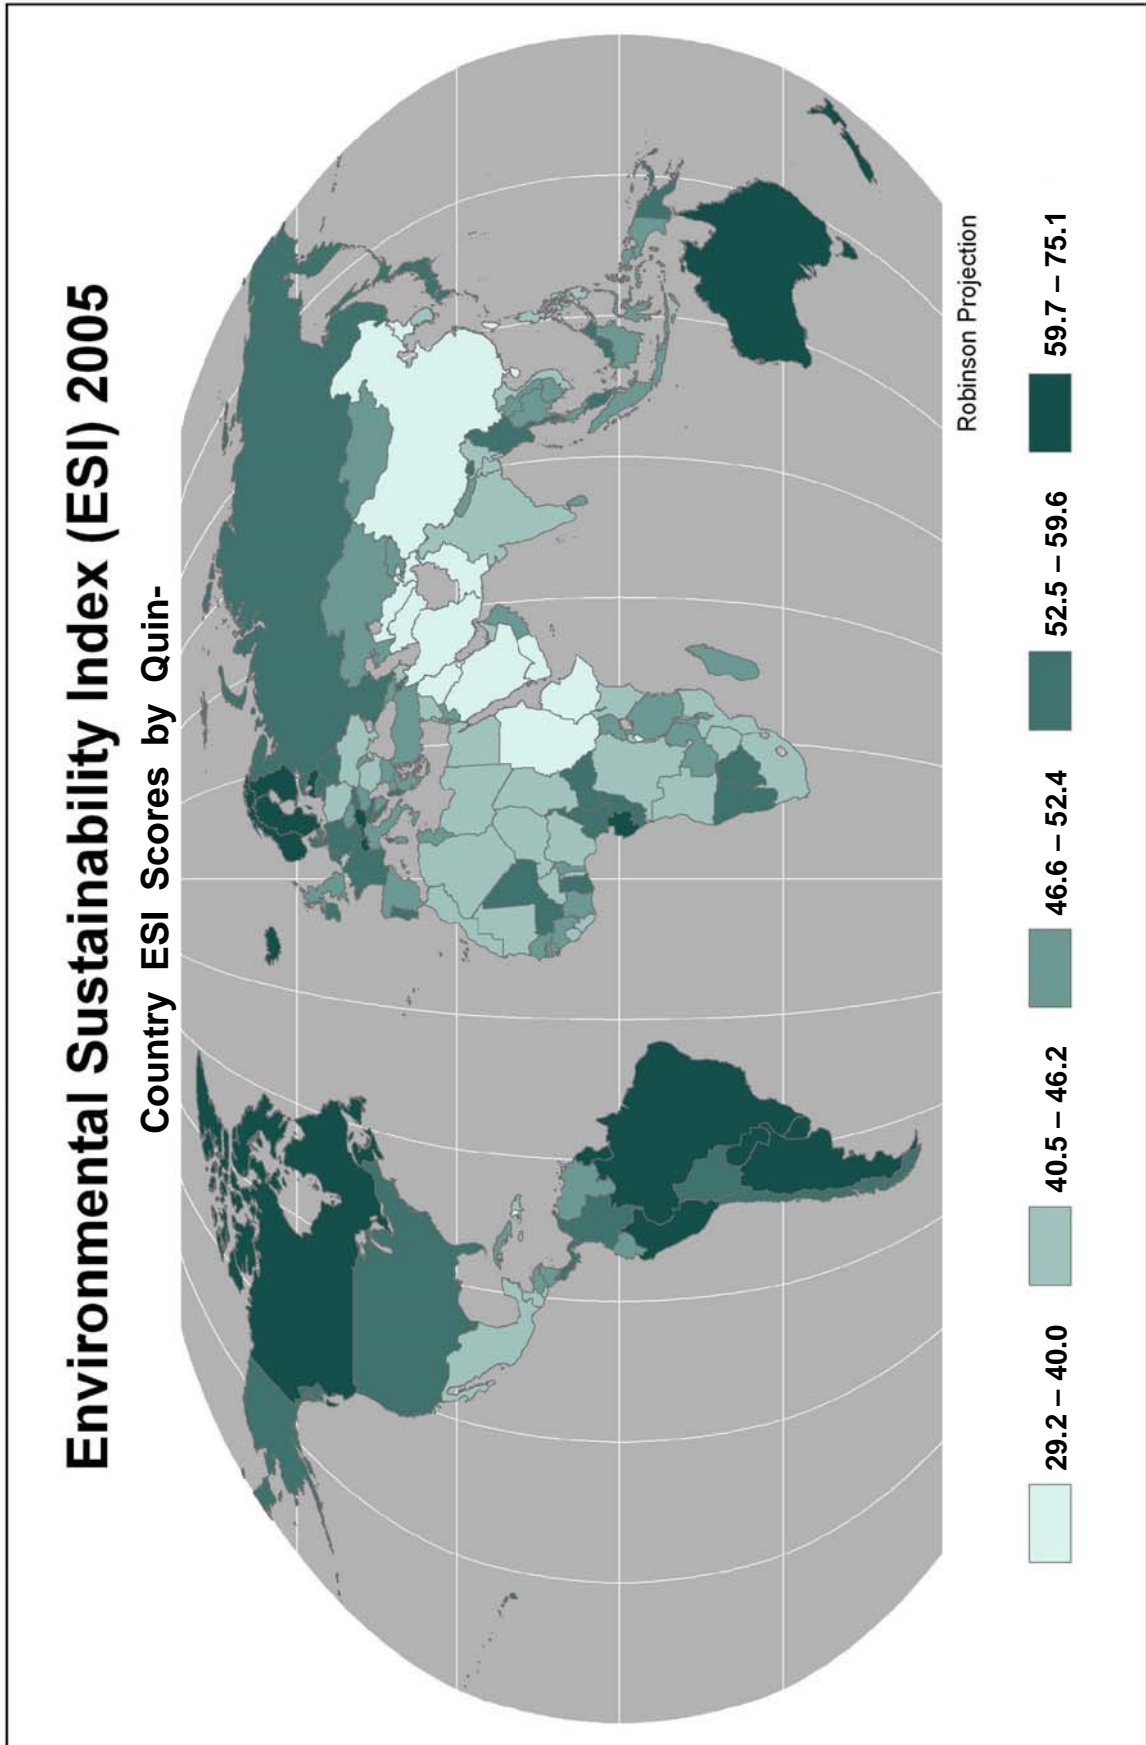 Environmental Sustainability Index (ESI) 2005
Country ESI Scores by Quin-
Robinson Projection
29.2 – 40.0
40.5 – 46.2
46.6 – 52.4
52.5 – 59.6
59.7 – 75.1